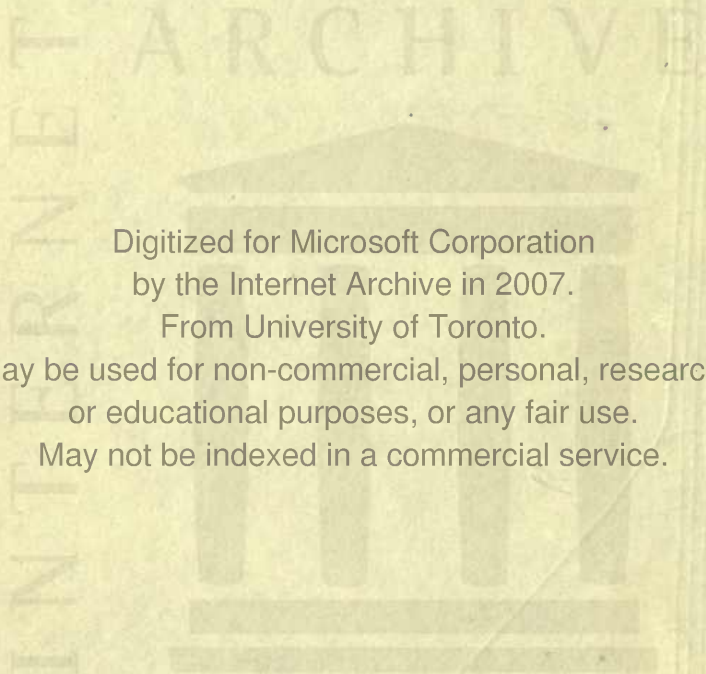 ARCHIVE
INTERNET
Digitized for Microsoft Corporation
by the Internet Archive in 2007.
From University of Toronto.
ay be used for non-commercial, personal, researc
or educational purposes, or any fair use.
May not be indexed in a commercial service.